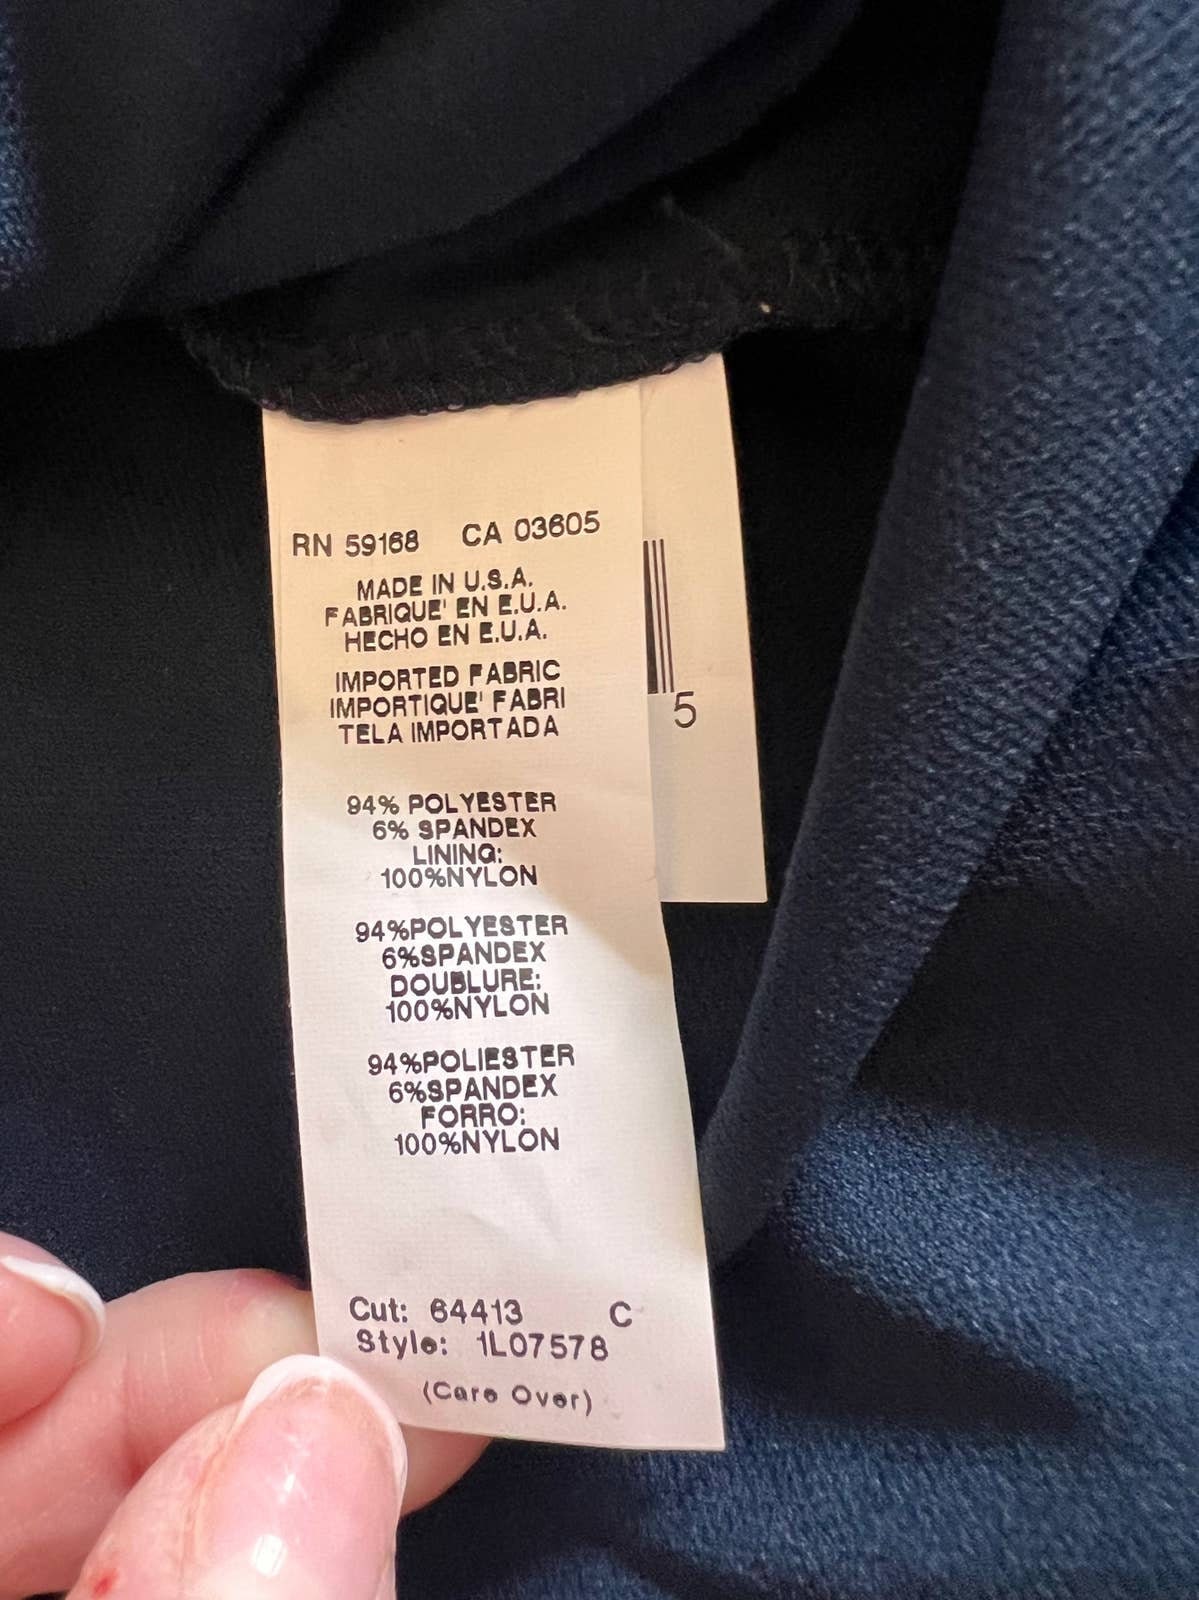 RN 59168 CA 03605
MADE IN U.S.A.
FABRIQUE' EN E.U.A.
HECHO EN E.U.A.
IMPORTED FABRIC
IMPORTIQUE' FABRI
TELA IMPORTADA
94% POLYESTER
6% SPANDEX
LINING:
100%NYLON
94%POLYESTER
6%SPANDEX
DOUBLURE:
100%NYLON
94%POLIESTER
6%SPANDEX
FORRO:
100%NYLON
Cut: 64413 C
Style: 1L07578
(Care Over)
5